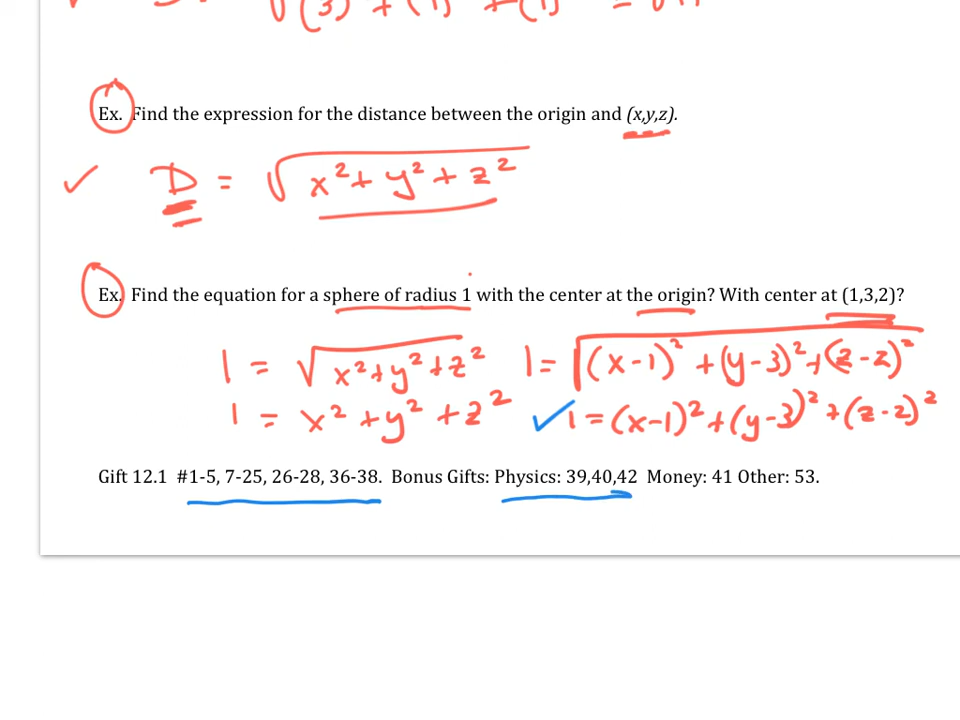 √(3) + (1) + (1) =
Ex. Find the expression for the distance between the origin and (x,y,z).
✓ D = √x²+ y²+ z²
Ex. Find the equation for a sphere of radius 1 with the center at the origin? With center at (1,3,2)?
1 = √x²+y²+z² 1=√(x-1)²+(y-3)²+(z-2)²
1 = x²+y²+z² ✓1=(x-1)²+(y-3)²+(z-2)²
Gift 12.1 #1-5, 7-25, 26-28, 36-38. Bonus Gifts: Physics: 39,40,42 Money: 41 Other: 53.